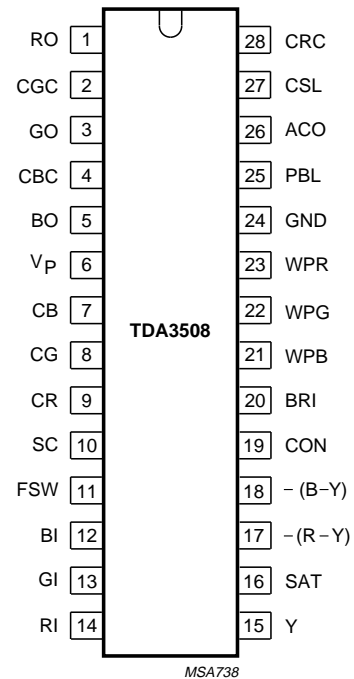 RO 1 28 CRC
CGC 2 27 CSL
GO 3 26 ACO
CBC 4 25 PBL
BO 5 24 GND
VP 6 23 WPR
CB 7 22 WPG
TDA3508
CG 8 21 WPB
CR 9 20 BRI
SC 10 19 CON
FSW 11 18 −(B−Y)
BI 12 17 −(R−Y)
GI 13 16 SAT
RI 14 15 Y
MSA738